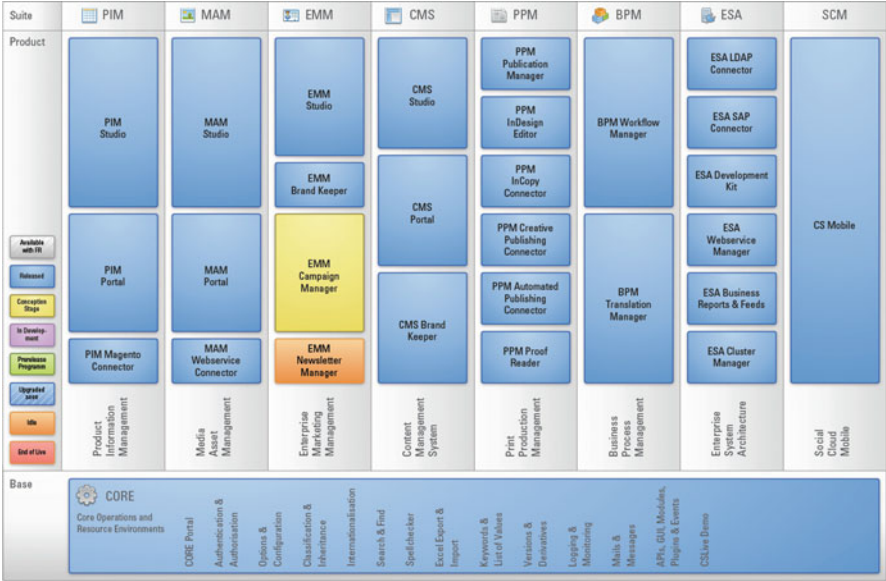 Suite
PIM
MAM
EMM
CMS
PPM
BPM
ESA
SCM
Product
PIM
Studio
PIM
Portal
PIM Magento
Connector
MAM
Studio
MAM
Portal
MAM
Webservice
Connector
EMM
Studio
EMM
Brand Keeper
EMM
Campaign
Manager
EMM
Newsletter
Manager
CMS
Studio
CMS
Portal
CMS Brand
Keeper
PPM
Publication
Manager
PPM
InDesign
Editor
PPM
InCopy
Connector
PPM Creative
Publishing
Connector
PPM Automated
Publishing
Connector
PPM Proof
Reader
BPM Workflow
Manager
BPM
Translation
Manager
ESA LDAP
Connector
ESA SAP
Connector
ESA Development
Kit
ESA
Webservice
Manager
ESA Business
Reports & Feeds
ESA Cluster
Manager
CS Mobile
Available
with FR
Released
Conception
Stage
In Develop-
ment
Prerelease
Programm
Upgraded
soon
Idle
End of Live
Product
Information
Management
Media
Asset
Management
Enterprise
Marketing
Management
Content
Management
System
Print
Production
Management
Business
Process
Management
Enterprise
System
Architecture
Social
Cloud
Mobile
Base
CORE
Core Operations and
Resource Environments
CORE Portal
Authentication &
Authorisation
Options &
Configuration
Classification &
Inheritance
Internationalisation
Search & Find
Spellchecker
Excel Export &
Import
Keywords &
List of Values
Versions &
Derivatives
Logging &
Monitoring
Mails &
Messages
APIs, GUI, Modules,
Plugins & Events
CSLive Demo